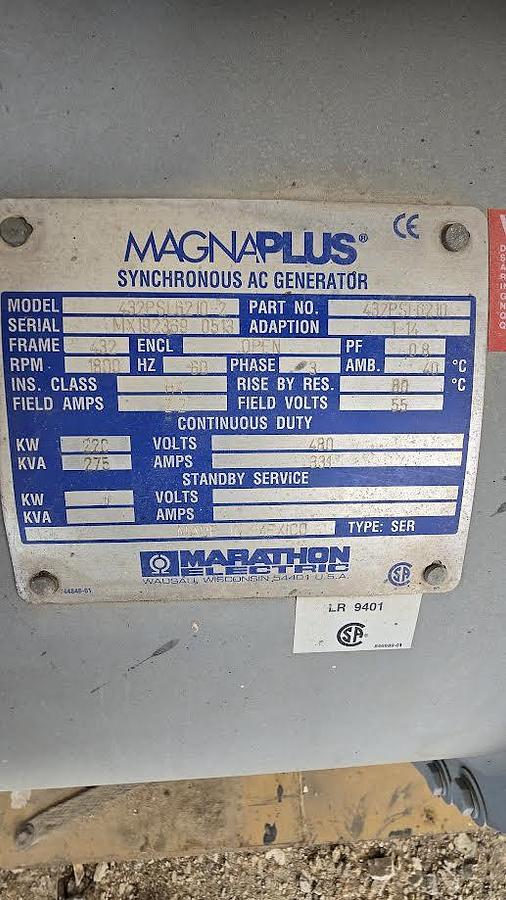 MAGNAPLUS®
CE
SYNCHRONOUS AC GENERATOR
MODEL 432PSL6210-2 PART NO. 432PSL6210
SERIAL MX192369 0513 ADAPTION 1-14
FRAME 432 ENCL OPEN PF 0.8
RPM 1800 HZ 60 PHASE 3 AMB. 40 °C
INS. CLASS RISE BY RES. 80 °C
FIELD AMPS FIELD VOLTS 55
CONTINUOUS DUTY
KW 220 VOLTS 480
KVA 275 AMPS 331
STANDBY SERVICE
KW VOLTS
KVA AMPS
MEXICO TYPE: SER
MARATHON
ELECTRIC
WAUSAU, WISCONSIN 54401 U.S.A.
LR 9401